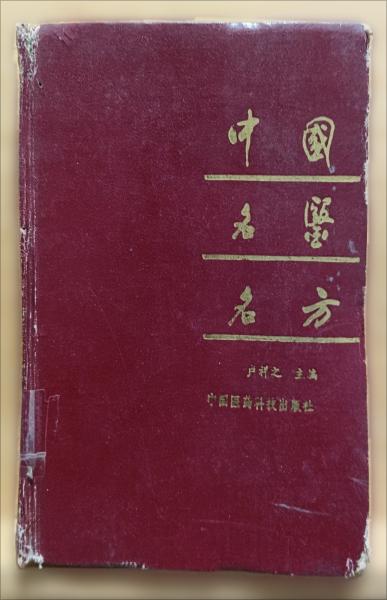 中國
名醫
名方
卢祥之 主编
中国医药科技出版社